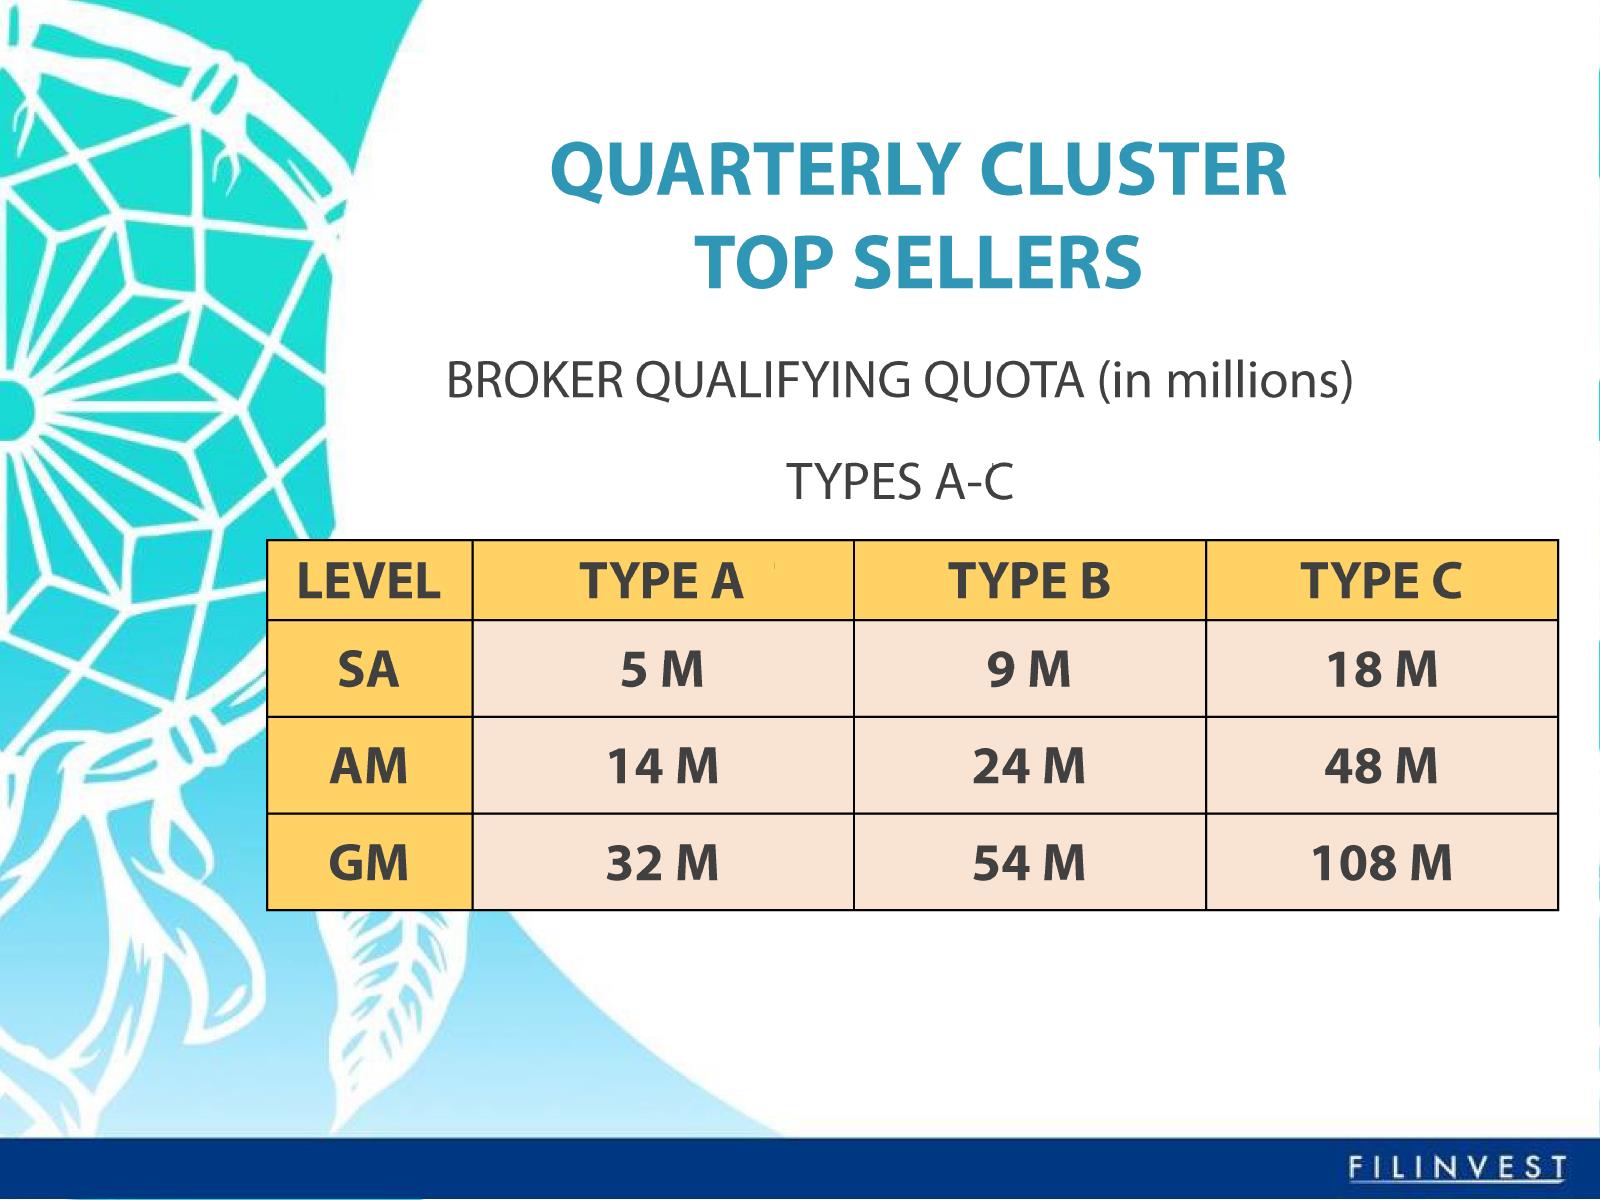 QUARTERLY CLUSTER
TOP SELLERS
BROKER QUALIFYING QUOTA (in millions)
TYPES A-C
LEVEL TYPE A TYPE B TYPE C
SA 5 M 9 M 18 M
AM 14 M 24 M 48 M
GM 32 M 54 M 108 M
FILINVEST